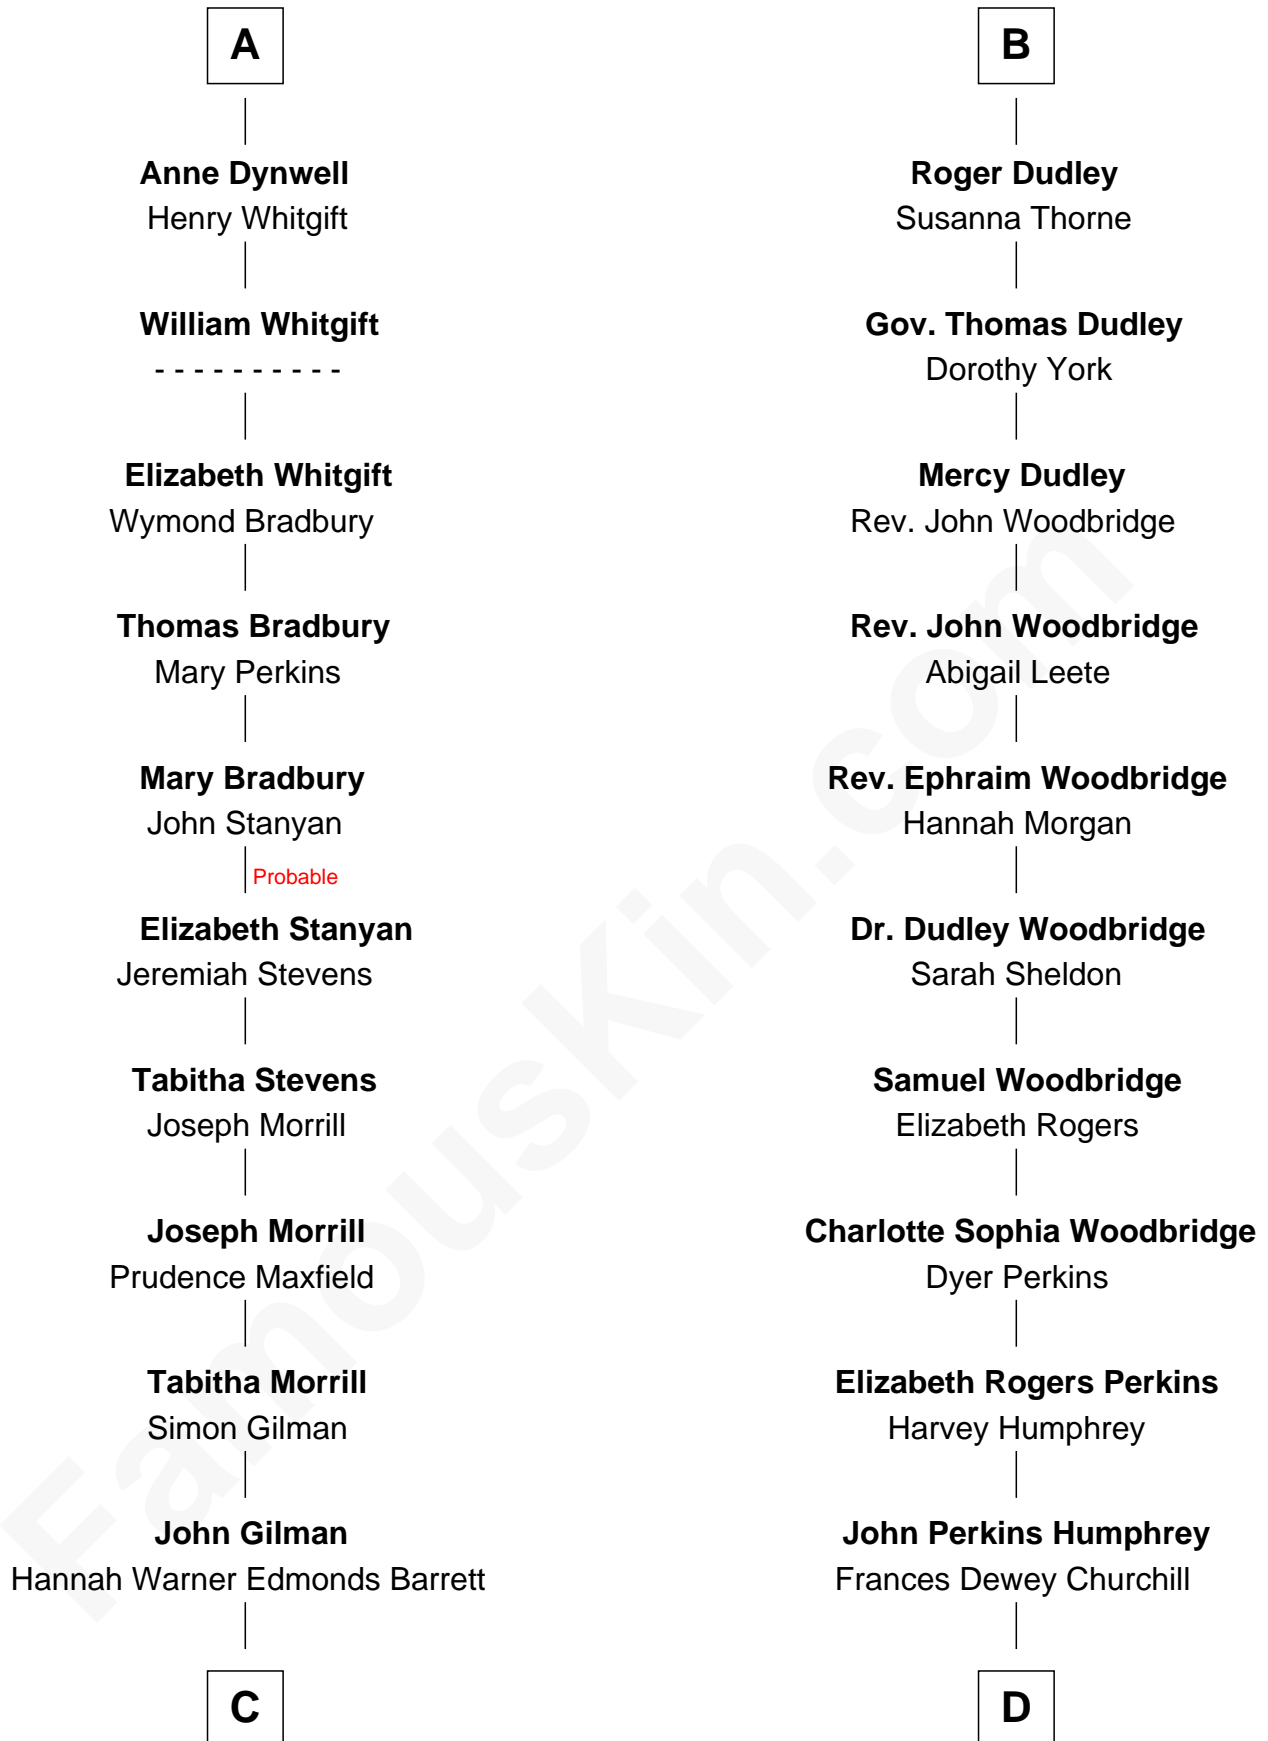 A
Anne Dynwell
Henry Whitgift
William Whitgift
- - - - - - - - - -
Elizabeth Whitgift
Wymond Bradbury
Thomas Bradbury
Mary Perkins
Mary Bradbury
John Stanyan
Probable
Elizabeth Stanyan
Jeremiah Stevens
Tabitha Stevens
Joseph Morrill
Joseph Morrill
Prudence Maxfield
Tabitha Morrill
Simon Gilman
John Gilman
Hannah Warner Edmonds Barrett
C
B
Roger Dudley
Susanna Thorne
Gov. Thomas Dudley
Dorothy York
Mercy Dudley
Rev. John Woodbridge
Rev. John Woodbridge
Abigail Leete
Rev. Ephraim Woodbridge
Hannah Morgan
Dr. Dudley Woodbridge
Sarah Sheldon
Samuel Woodbridge
Elizabeth Rogers
Charlotte Sophia Woodbridge
Dyer Perkins
Elizabeth Rogers Perkins
Harvey Humphrey
John Perkins Humphrey
Frances Dewey Churchill
D
FamousKin.com